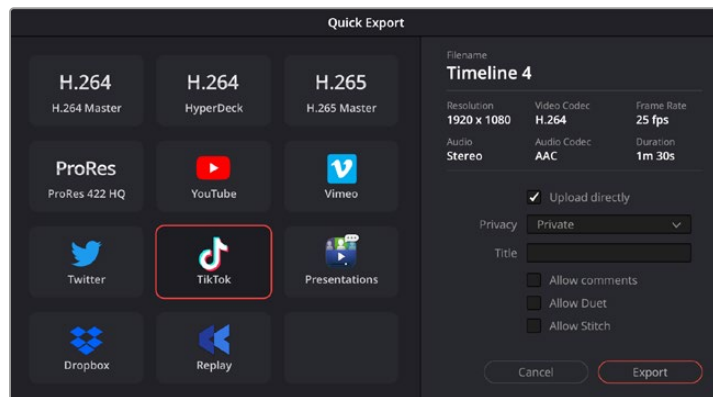 Quick Export
H.264
H.264 Master
H.264
HyperDeck
H.265
H.265 Master
ProRes
ProRes 422 HQ
YouTube
Vimeo
Twitter
TikTok
Presentations
Dropbox
Replay
Filename
Timeline 4
Resolution
1920 x 1080
Video Codec
H.264
Frame Rate
25 fps
Audio
Stereo
Audio Codec
AAC
Duration
1m 30s
Upload directly
Privacy Private
Title
Allow comments
Allow Duet
Allow Stitch
Cancel Export